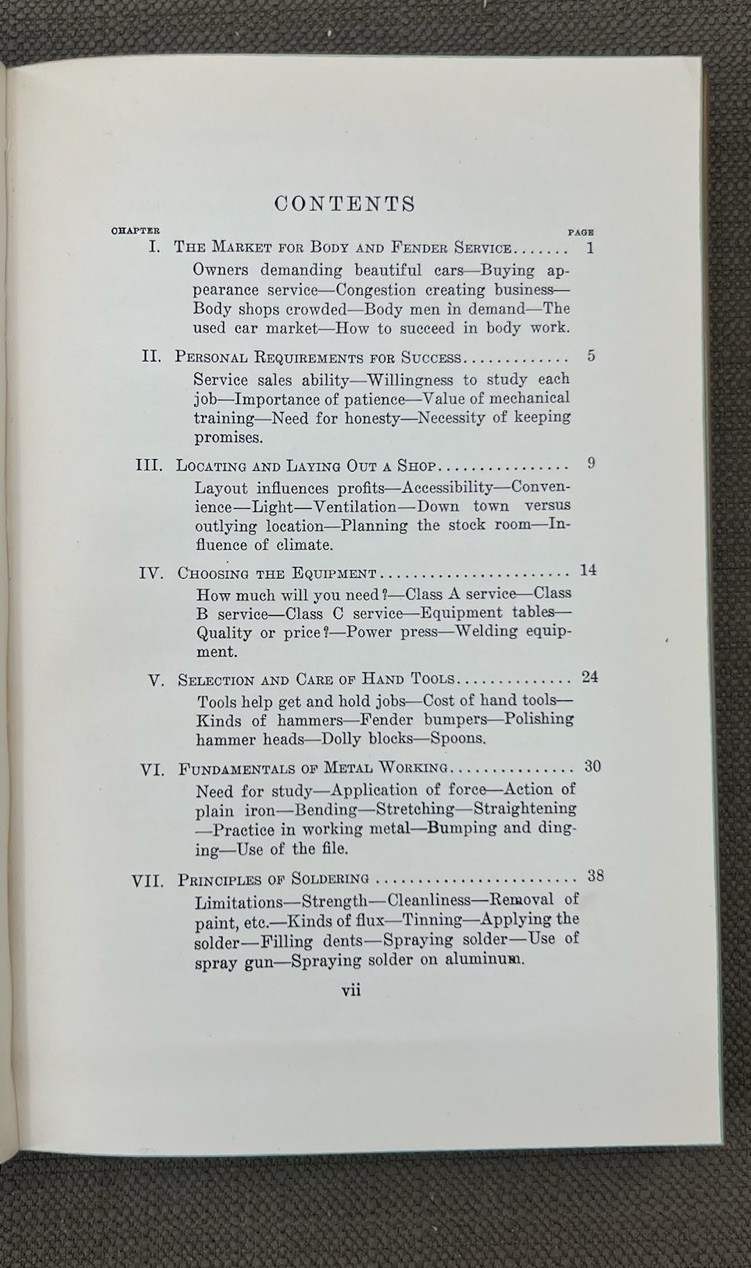 CONTENTS
CHAPTER PAGE
I. THE MARKET FOR BODY AND FENDER SERVICE....... 1
Owners demanding beautiful cars—Buying ap-
pearance service—Congestion creating business—
Body shops crowded—Body men in demand—The
used car market—How to succeed in body work.
II. PERSONAL REQUIREMENTS FOR SUCCESS............. 5
Service sales ability—Willingness to study each
job—Importance of patience—Value of mechanical
training—Need for honesty—Necessity of keeping
promises.
III. LOCATING AND LAYING OUT A SHOP................ 9
Layout influences profits—Accessibility—Conven-
ience—Light—Ventilation—Down town versus
outlying location—Planning the stock room—In-
fluence of climate.
IV. CHOOSING THE EQUIPMENT....................... 14
How much will you need?—Class A service—Class
B service—Class C service—Equipment tables—
Quality or price?—Power press—Welding equip-
ment.
V. SELECTION AND CARE OF HAND TOOLS.............. 24
Tools help get and hold jobs—Cost of hand tools—
Kinds of hammers—Fender bumpers—Polishing
hammer heads—Dolly blocks—Spoons.
VI. FUNDAMENTALS OF METAL WORKING............... 30
Need for study—Application of force—Action of
plain iron—Bending—Stretching—Straightening
—Practice in working metal—Bumping and ding-
ing—Use of the file.
VII. PRINCIPLES OF SOLDERING ........................ 38
Limitations—Strength—Cleanliness—Removal of
paint, etc.—Kinds of flux—Tinning—Applying the
solder—Filling dents—Spraying solder—Use of
spray gun—Spraying solder on aluminum.
vii